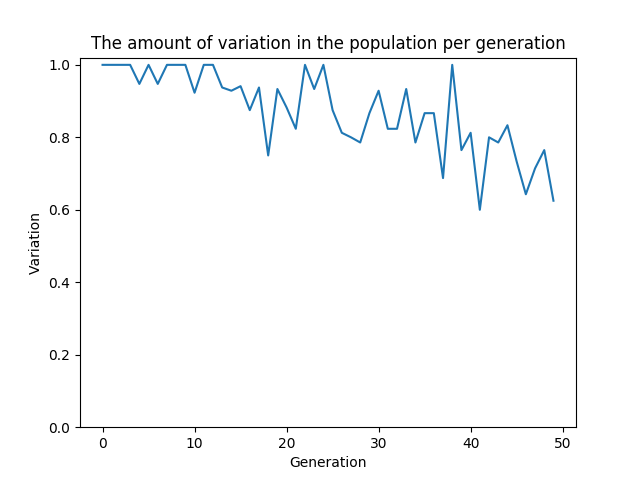 The amount of variation in the population per generation
1.0
0.8
0.6
0.4
0.2
0.0
Variation
0 10 20 30 40 50
Generation